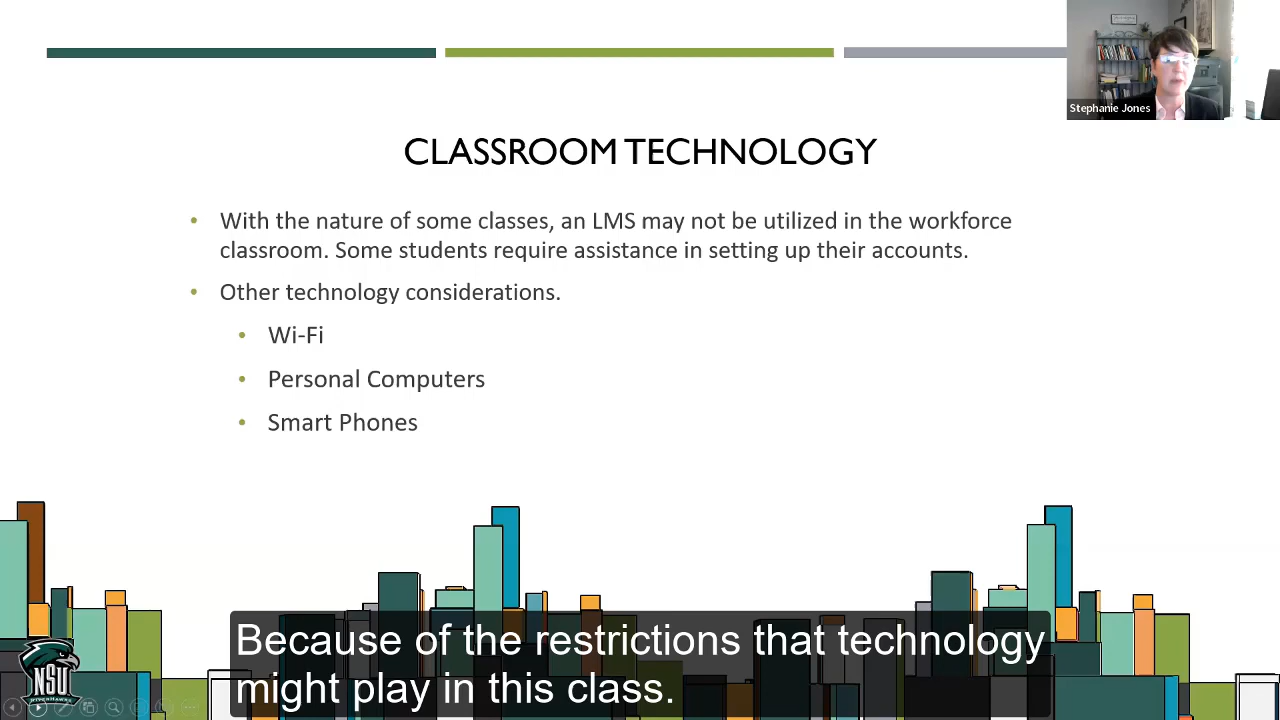 Stephanie Jones
CLASSROOM TECHNOLOGY
• With the nature of some classes, an LMS may not be utilized in the workforce
classroom. Some students require assistance in setting up their accounts.
• Other technology considerations.
• Wi-Fi
• Personal Computers
• Smart Phones
Because of the restrictions that technology
might play in this class.
NSU
RIVERHAWKS